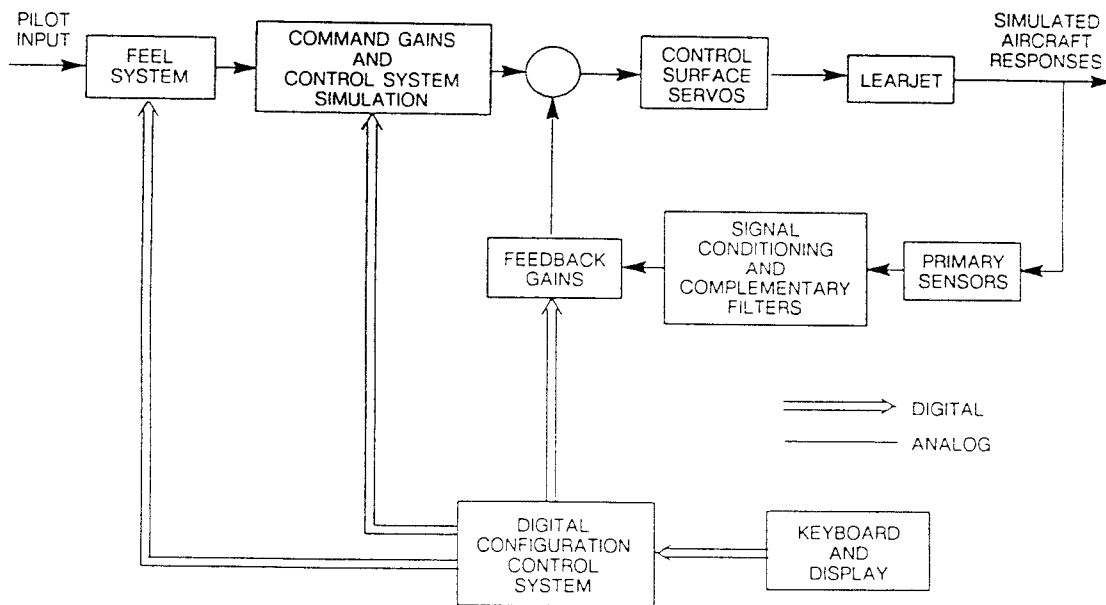 PILOT
INPUT
FEEL
SYSTEM
COMMAND GAINS
AND
CONTROL SYSTEM
SIMULATION
CONTROL
SURFACE
SERVOS
LEARJET
SIMULATED
AIRCRAFT
RESPONSES
FEEDBACK
GAINS
SIGNAL
CONDITIONING
AND
COMPLEMENTARY
FILTERS
PRIMARY
SENSORS
DIGITAL
ANALOG
DIGITAL
CONFIGURATION
CONTROL
SYSTEM
KEYBOARD
AND
DISPLAY